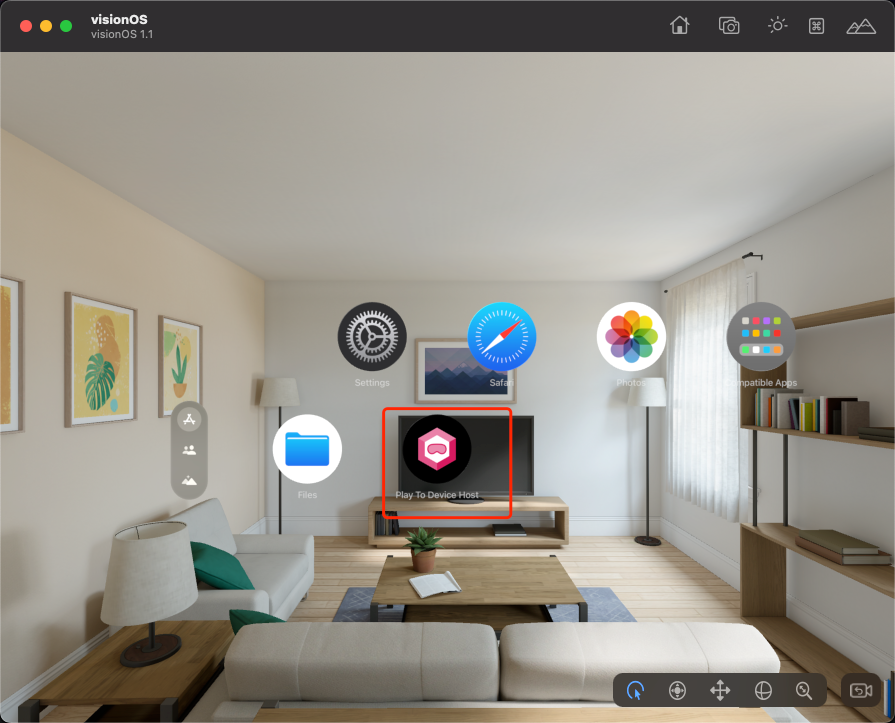 visionOS
visionOS 1.1
Settings
Safari
Photos
Compatible Apps
Files
Play To Device Host